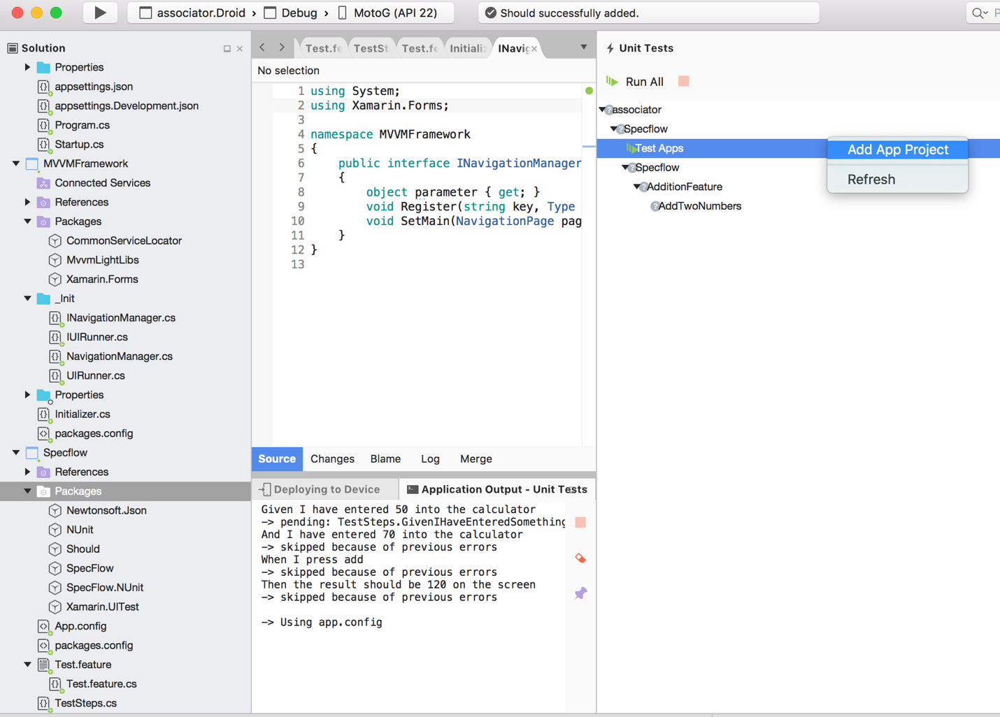 associator.Droid › Debug › MotoG (API 22)
Should successfully added.
Solution
Properties
appsettings.json
appsettings.Development.json
Program.cs
Startup.cs
MVVMFramework
Connected Services
References
Packages
CommonServiceLocator
MvvmLightLibs
Xamarin.Forms
_Init
INavigationManager.cs
IUIRunner.cs
NavigationManager.cs
UIRunner.cs
Properties
Initializer.cs
packages.config
Specflow
References
Packages
Newtonsoft.Json
NUnit
Should
SpecFlow
SpecFlow.NUnit
Xamarin.UITest
App.config
packages.config
Test.feature
Test.feature.cs
TestSteps.cs
Test.fe TestSt Test.fe Initializ INavig ×
No selection
1 using System;
2 using Xamarin.Forms;
3
4 namespace MVVMFramework
5 {
6 public interface INavigationManager
7 {
8 object parameter { get; }
9 void Register(string key, Type
10 void SetMain(NavigationPage pag
11 }
12 }
13
Source Changes Blame Log Merge
Deploying to Device Application Output - Unit Tests
Given I have entered 50 into the calculator
-> pending: TestSteps.GivenIHaveEnteredSomething
And I have entered 70 into the calculator
-> skipped because of previous errors
When I press add
-> skipped because of previous errors
Then the result should be 120 on the screen
-> skipped because of previous errors
-> Using app.config
Unit Tests
Run All
associator
Specflow
Test Apps
Specflow
AdditionFeature
AddTwoNumbers
Add App Project
Refresh